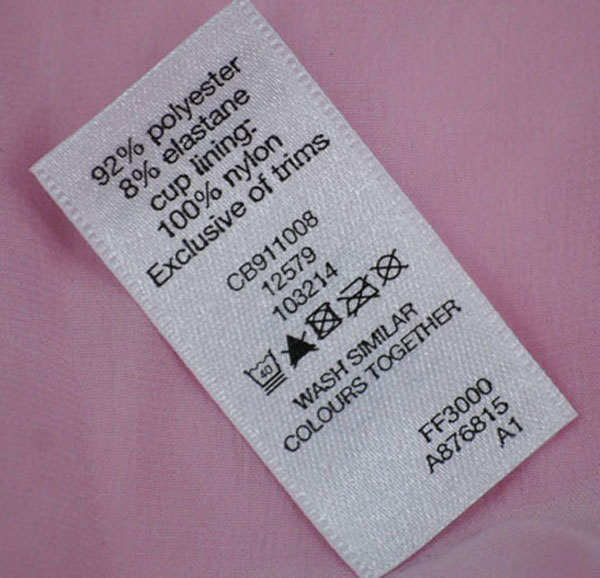 92% polyester
8% elastane
cup lining:-
100% nylon
Exclusive of trims
CB911008
12579
103214
40
WASH SIMILAR
COLOURS TOGETHER
FF3000
A876815
A1